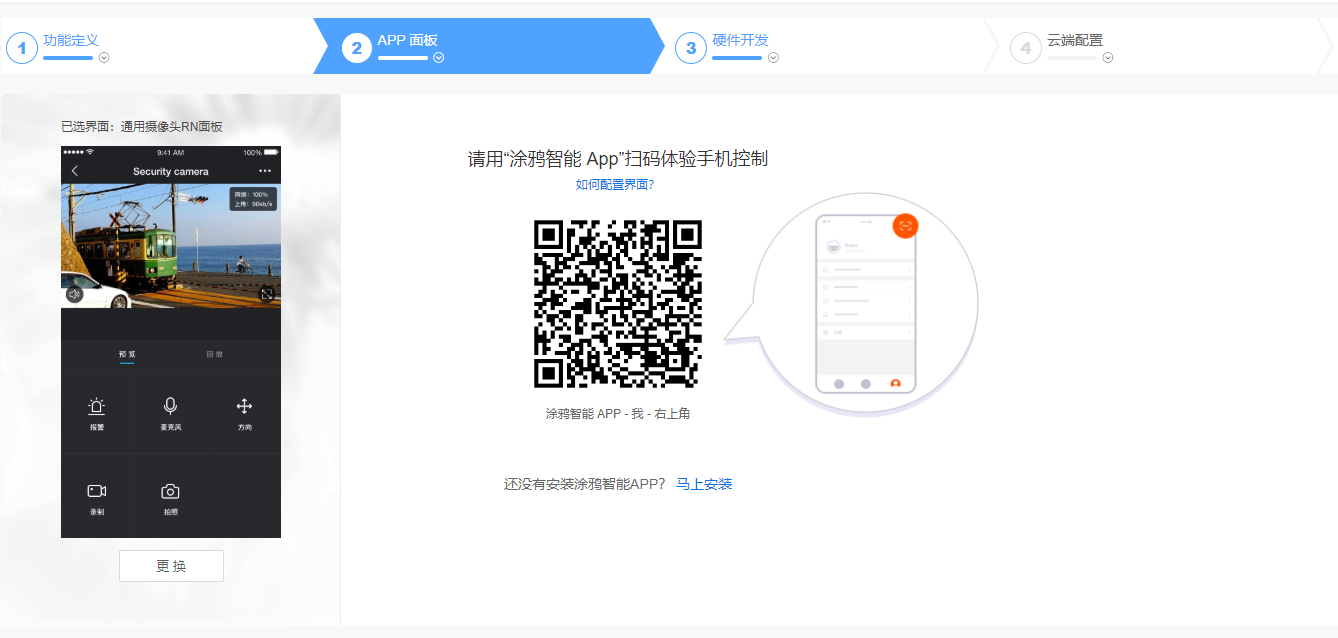 1 功能定义
2 APP 面板
3 硬件开发
4 云端配置
已选界面：通用摄像头RN面板
9:41 AM 100%
Security camera
网络：100%
上传：50kb/s
预览 回放
报警 麦克风 方向
录制 拍照
更 换
请用“涂鸦智能 App”扫码体验手机控制
如何配置界面?
Name
涂鸦智能 APP - 我 - 右上角
还没有安装涂鸦智能APP? 马上安装